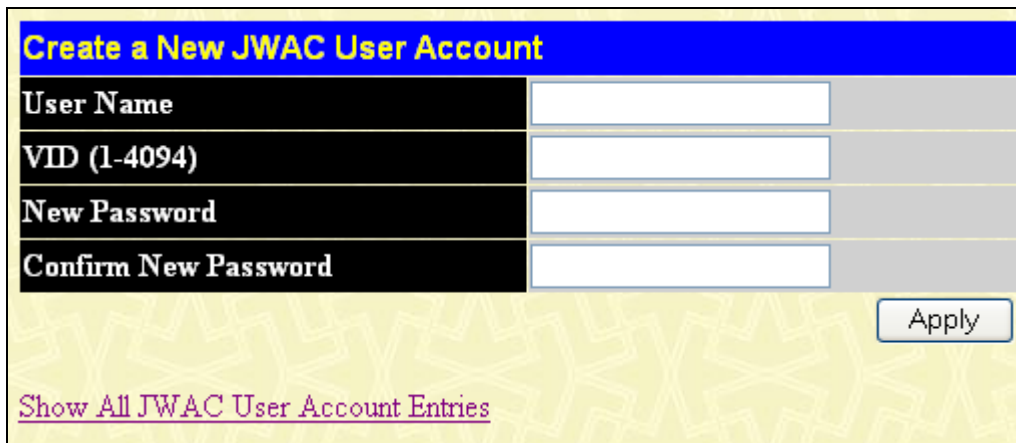 Create a New JWAC User Account
User Name
VID (1-4094)
New Password
Confirm New Password
Apply
Show All JWAC User Account Entries